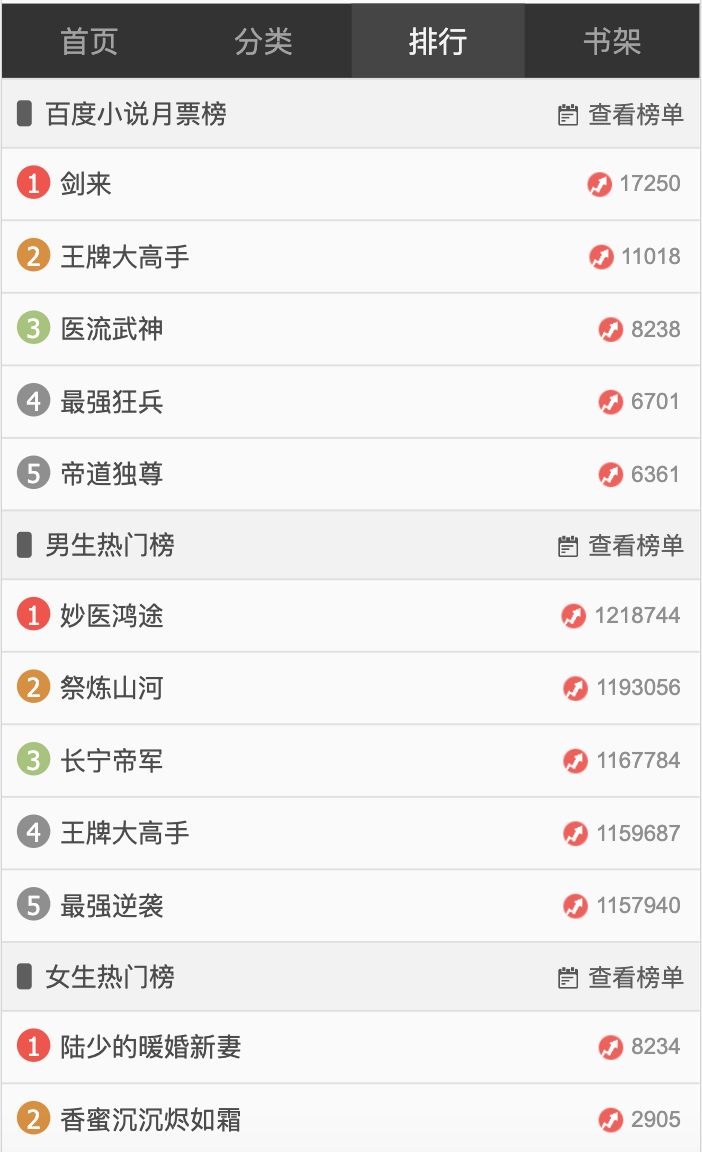 首页 分类 排行 书架
百度小说月票榜 查看榜单
1 剑来 17250
2 王牌大高手 11018
3 医流武神 8238
4 最强狂兵 6701
5 帝道独尊 6361
男生热门榜 查看榜单
1 妙医鸿途 1218744
2 祭炼山河 1193056
3 长宁帝军 1167784
4 王牌大高手 1159687
5 最强逆袭 1157940
女生热门榜 查看榜单
1 陆少的暖婚新妻 8234
2 香蜜沉沉烬如霜 2905